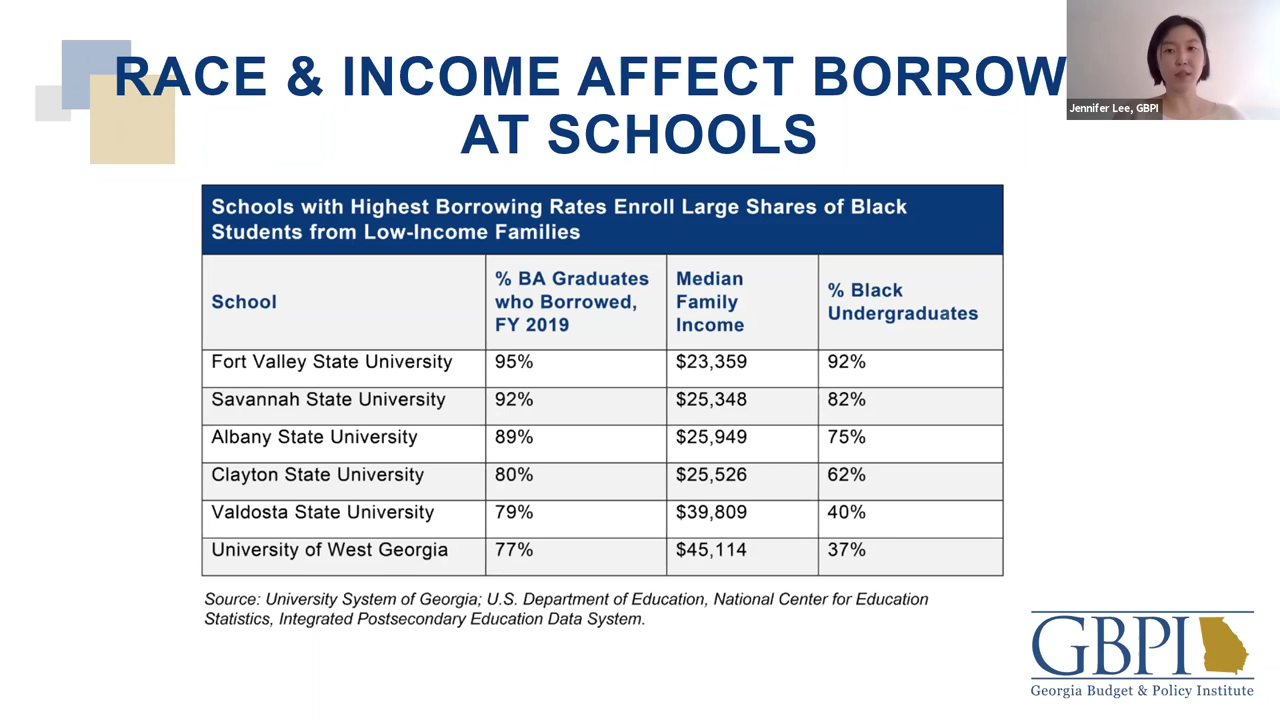 RACE & INCOME AFFECT BORROW
AT SCHOOLS
Jennifer Lee, GBPI
Schools with Highest Borrowing Rates Enroll Large Shares of Black
Students from Low-Income Families
School
% BA Graduates
who Borrowed,
FY 2019
Median
Family
Income
% Black
Undergraduates
Fort Valley State University 95% $23,359 92%
Savannah State University 92% $25,348 82%
Albany State University 89% $25,949 75%
Clayton State University 80% $25,526 62%
Valdosta State University 79% $39,809 40%
University of West Georgia 77% $45,114 37%
Source: University System of Georgia; U.S. Department of Education, National Center for Education
Statistics, Integrated Postsecondary Education Data System.
GBPI
Georgia Budget & Policy Institute